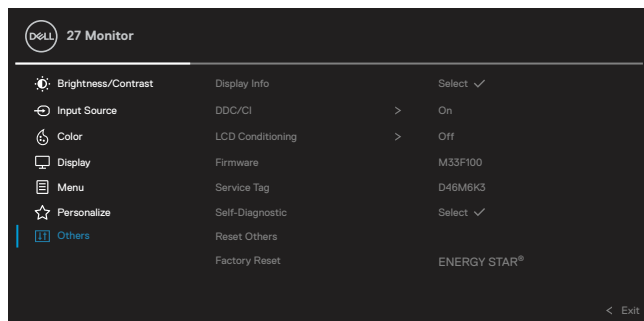 DELL 27 Monitor
Brightness/Contrast Display Info Select ✓
Input Source DDC/CI > On
Color LCD Conditioning > Off
Display Firmware M33F100
Menu Service Tag D46M6K3
Personalize Self-Diagnostic Select ✓
Others Reset Others
Factory Reset ENERGY STAR®
< Exit